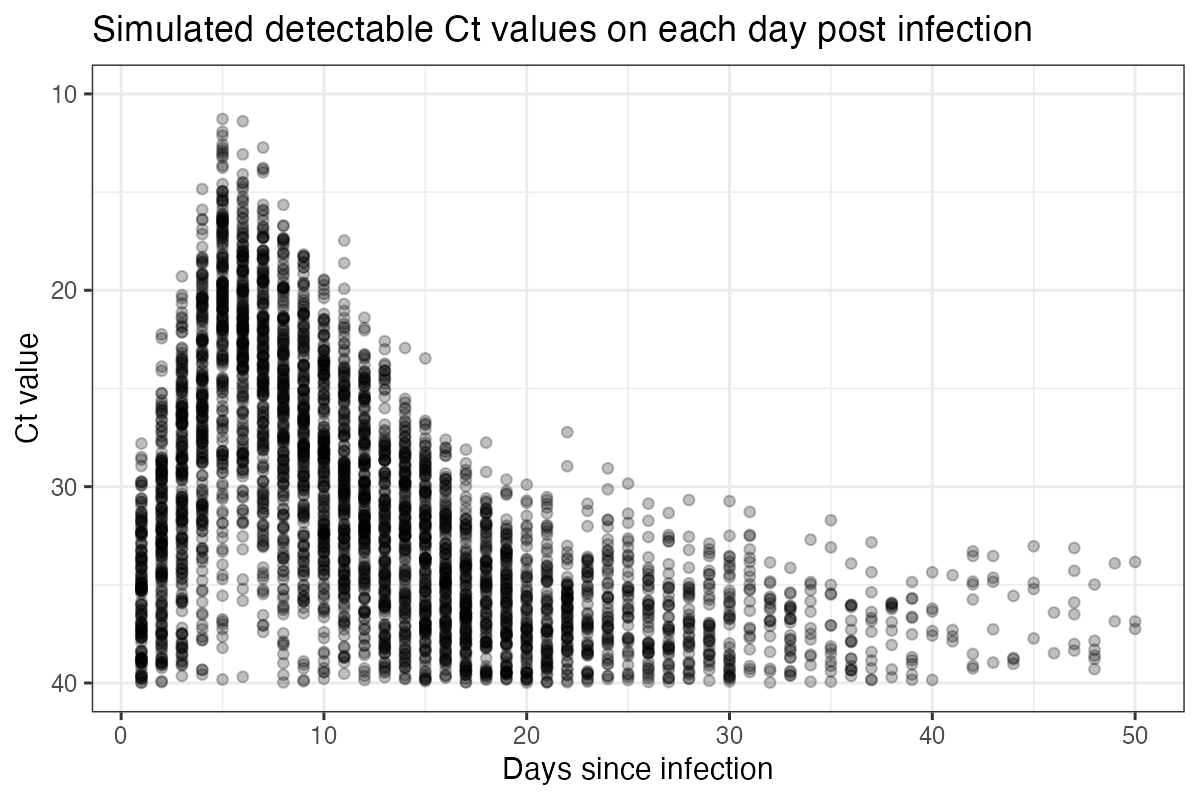 Simulated detectable Ct values on each day post infection
10
20
30
40
Ct value
0 10 20 30 40 50
Days since infection